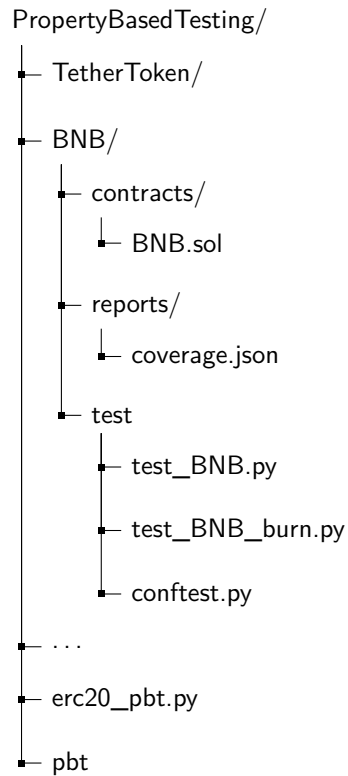 PropertyBasedTesting/
TetherToken/
BNB/
contracts/
BNB.sol
reports/
coverage.json
test
test_BNB.py
test_BNB_burn.py
conftest.py
...
erc20_pbt.py
pbt